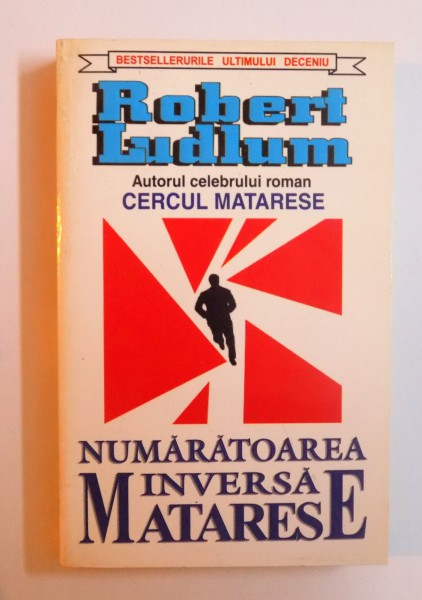 BESTSELLERURILE ULTIMULUI DECENIU
Robert
Ludlum
Autorul celebrului roman
CERCUL MATARESE
NUMĂRĂTOAREA
INVERSĂ
MATARESE